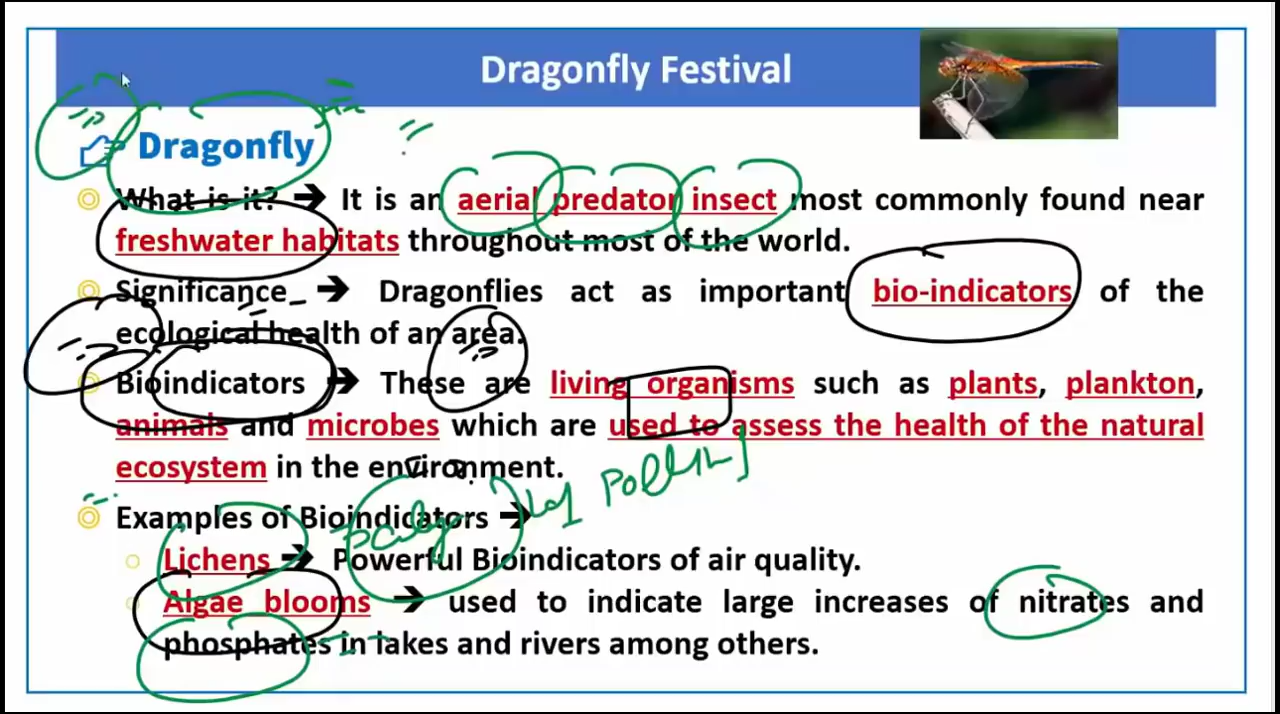 Dragonfly Festival
Dragonfly
What is it? ➔ It is an aerial predator insect most commonly found near
freshwater habitats throughout most of the world.
Significance ➔ Dragonflies act as important bio-indicators of the
ecological health of an area.
Bioindicators ➔ These are living organisms such as plants, plankton,
animals and microbes which are used to assess the health of the natural
ecosystem in the environment.
Examples of Bioindicators ➔
Lichens ➔ Powerful Bioindicators of air quality.
Algae blooms ➔ used to indicate large increases of nitrates and
phosphates in lakes and rivers among others.